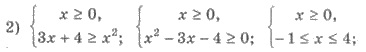 2) { x ≥ 0, { x ≥ 0, { x ≥ 0,
3x + 4 ≥ x²; x² − 3x − 4 ≥ 0; −1 ≤ x ≤ 4;